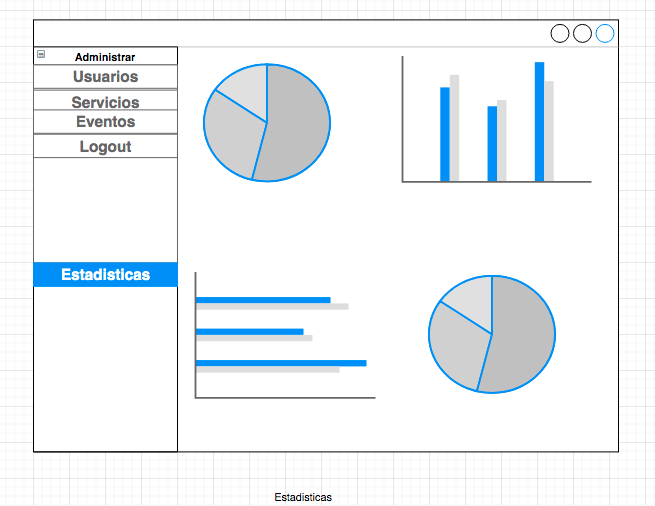 Administrar
Usuarios
Servicios
Eventos
Logout
Estadisticas
Estadisticas